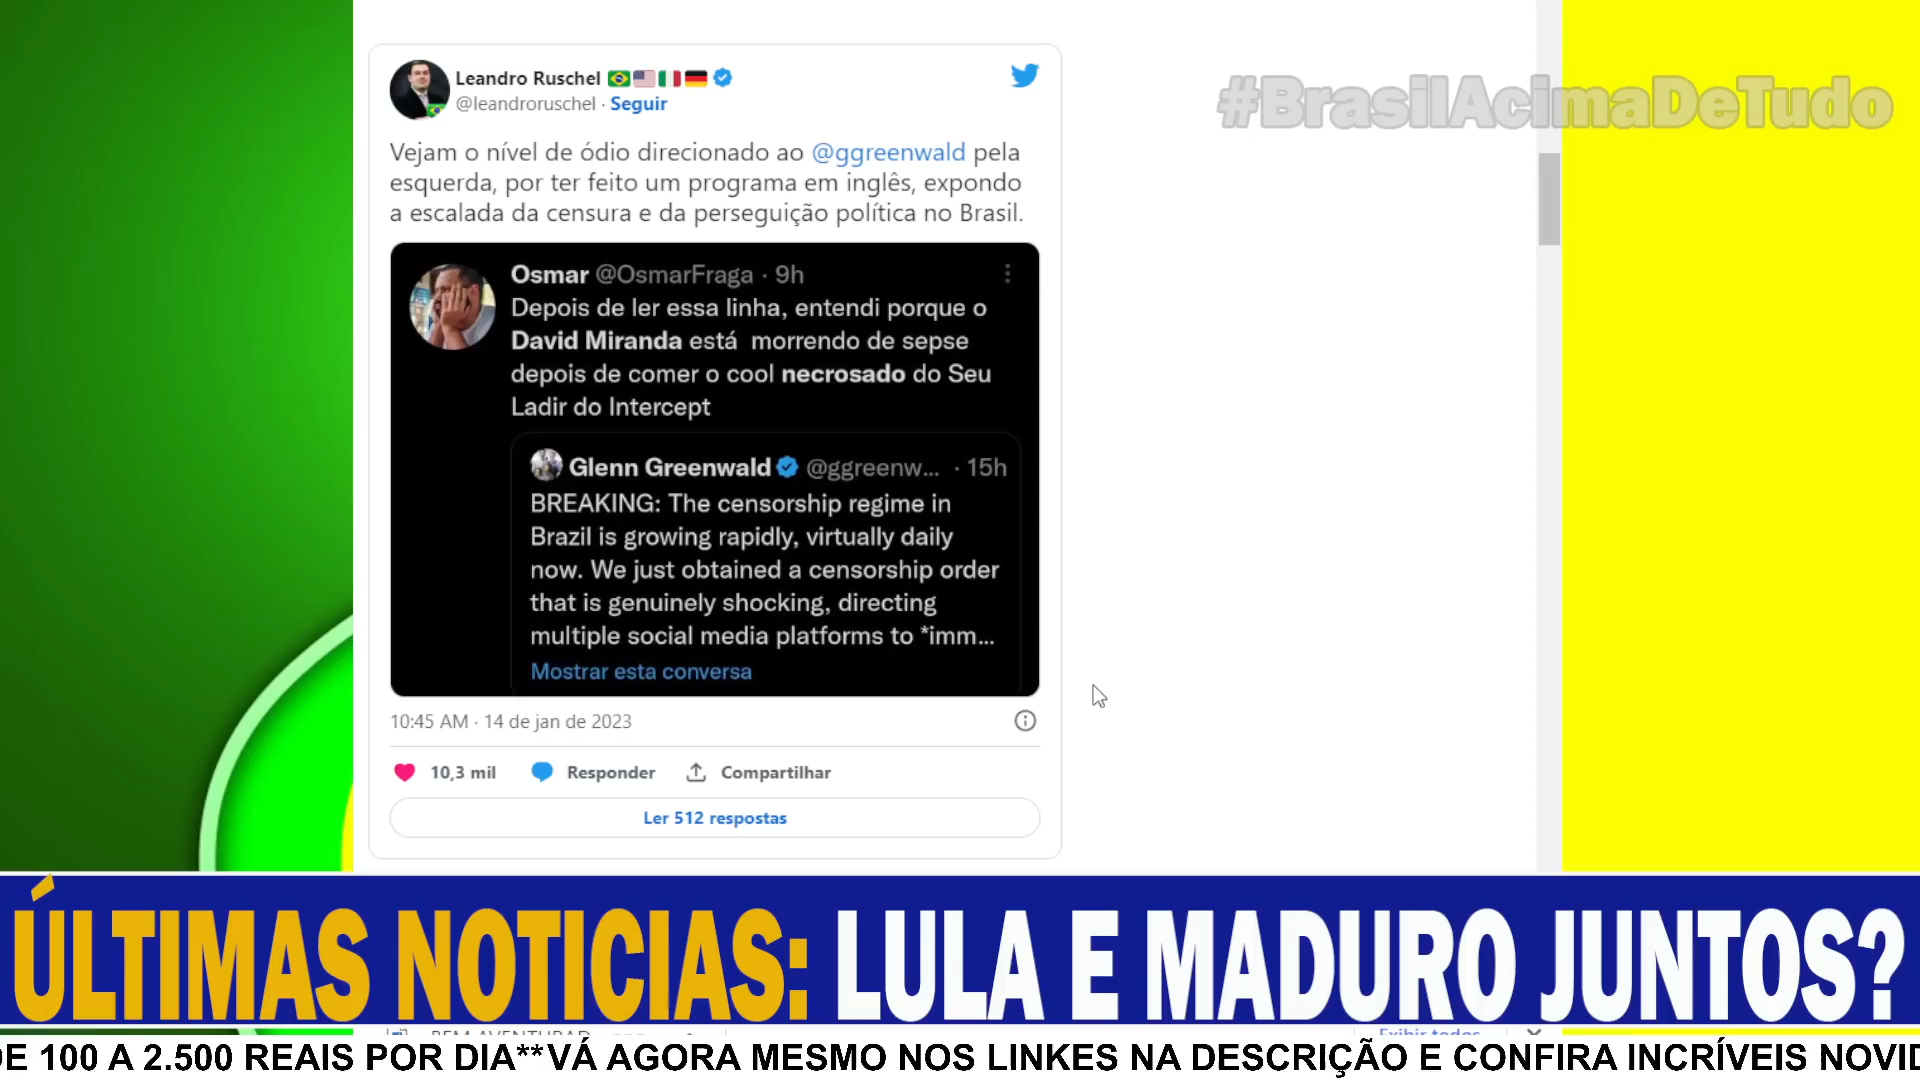 Leandro Ruschel
@leandroruschel · Seguir
#BrasilAcimaDeTudo
Vejam o nível de ódio direcionado ao @ggreenwald pela
esquerda, por ter feito um programa em inglês, expondo
a escalada da censura e da perseguição política no Brasil.
Osmar @OsmarFraga · 9h
Depois de ler essa linha, entendi porque o
David Miranda está morrendo de sepse
depois de comer o cool necrosado do Seu
Ladir do Intercept
Glenn Greenwald @ggreenw... · 15h
BREAKING: The censorship regime in
Brazil is growing rapidly, virtually daily
now. We just obtained a censorship order
that is genuinely shocking, directing
multiple social media platforms to *imm...
Mostrar esta conversa
10:45 AM · 14 de jan de 2023
10,3 mil Responder Compartilhar
Ler 512 respostas
ÚLTIMAS NOTICIAS: LULA E MADURO JUNTOS?
DE 100 A 2.500 REAIS POR DIA**VÁ AGORA MESMO NOS LINKES NA DESCRIÇÃO E CONFIRA INCRÍVEIS NOVID